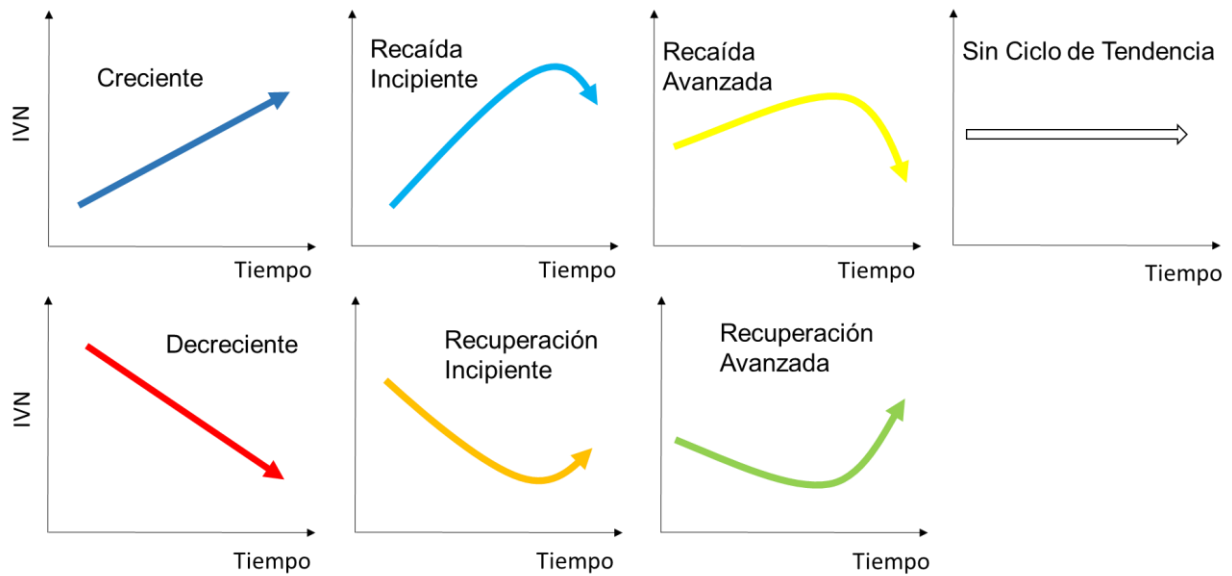 Creciente
IVN
Tiempo
Recaída
Incipiente
Tiempo
Recaída
Avanzada
Tiempo
Sin Ciclo de Tendencia
Tiempo
Decreciente
IVN
Tiempo
Recuperación
Incipiente
Tiempo
Recuperación
Avanzada
Tiempo